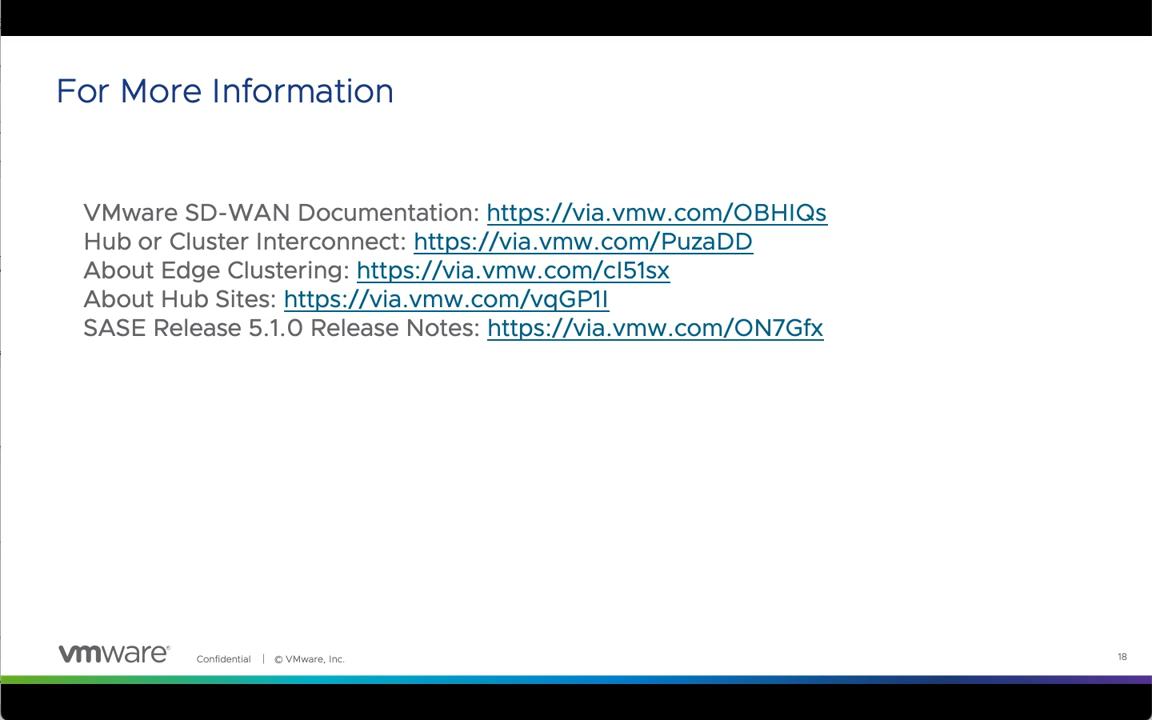 For More Information
VMware SD-WAN Documentation: https://via.vmw.com/OBHIQs
Hub or Cluster Interconnect: https://via.vmw.com/PuzaDD
About Edge Clustering: https://via.vmw.com/cI51sx
About Hub Sites: https://via.vmw.com/vqGP1I
SASE Release 5.1.0 Release Notes: https://via.vmw.com/ON7Gfx
vmware® Confidential | © VMware, Inc. 18